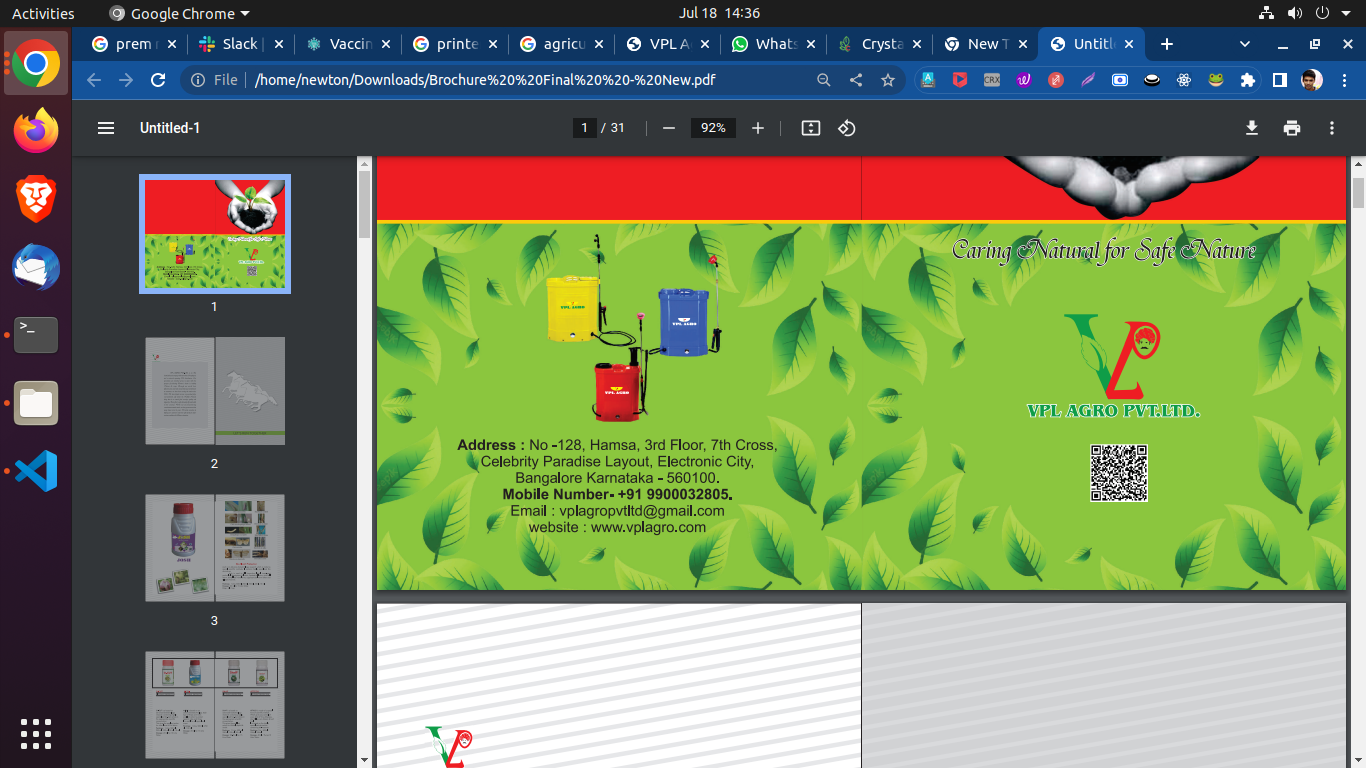 Activities
Google Chrome
Jul 18 14:36
prem
Slack
Vaccin
printe
agricu
VPL A
Whats
Crysta
New T
Untitle
File
/home/newton/Downloads/Brochure%20%20Final%20%20-%20New.pdf
CRX
Untitled-1
1 / 31
92%
Caring Natural for Safe Nature
VPL AGRO
VPL AGRO
VPL AGRO
VPL AGRO PVT.LTD.
Address : No -128, Hamsa, 3rd Floor, 7th Cross,
Celebrity Paradise Layout, Electronic City,
Bangalore Karnataka - 560100.
Mobile Number- +91 9900032805.
Email : vplagropvtltd@gmail.com
website : www.vplagro.com
1
2
3